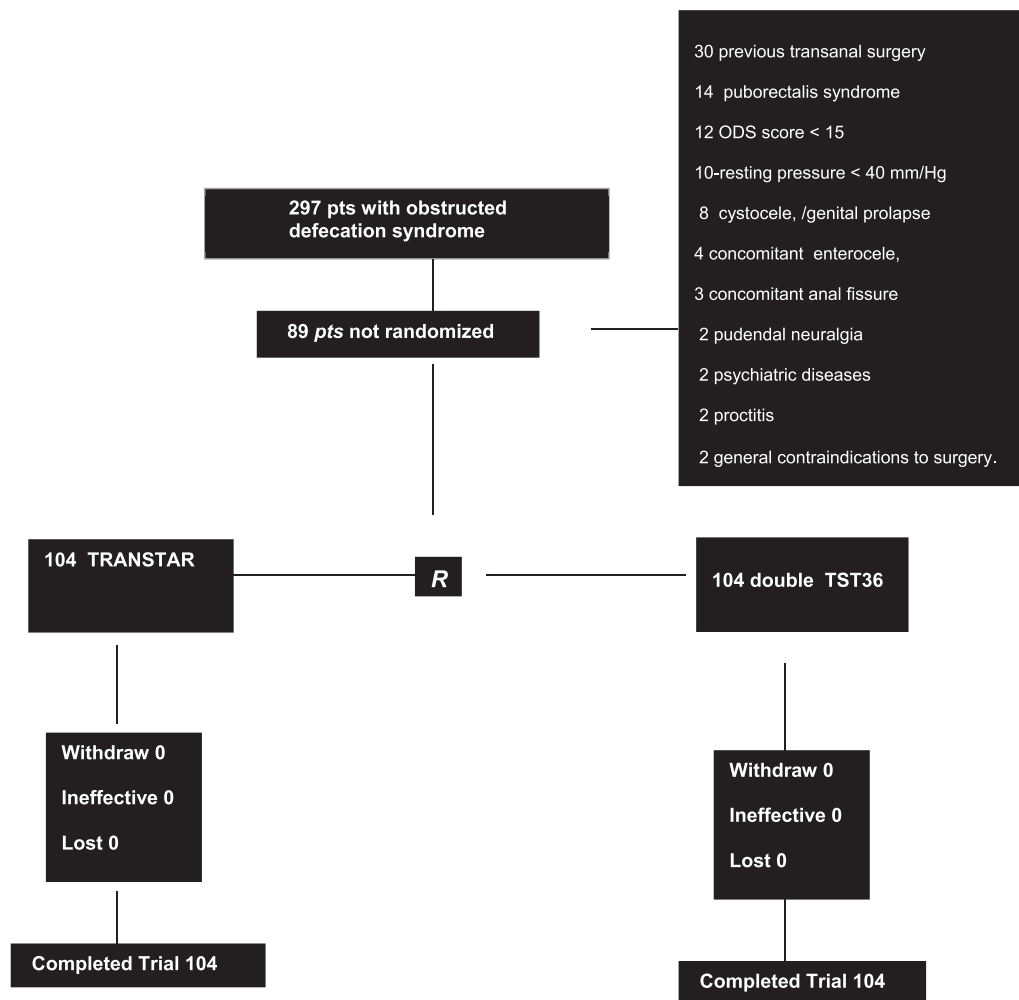 30 previous transanal surgery
14 puborectalis syndrome
12 ODS score < 15
10-resting pressure < 40 mm/Hg
8 cystocele, /genital prolapse
4 concomitant enterocele,
3 concomitant anal fissure
2 pudendal neuralgia
2 psychiatric diseases
2 proctitis
2 general contraindications to surgery.
297 pts with obstructed
defecation syndrome
89 pts not randomized
104 TRANSTAR
R
104 double TST36
Withdraw 0
Ineffective 0
Lost 0
Withdraw 0
Ineffective 0
Lost 0
Completed Trial 104
Completed Trial 104